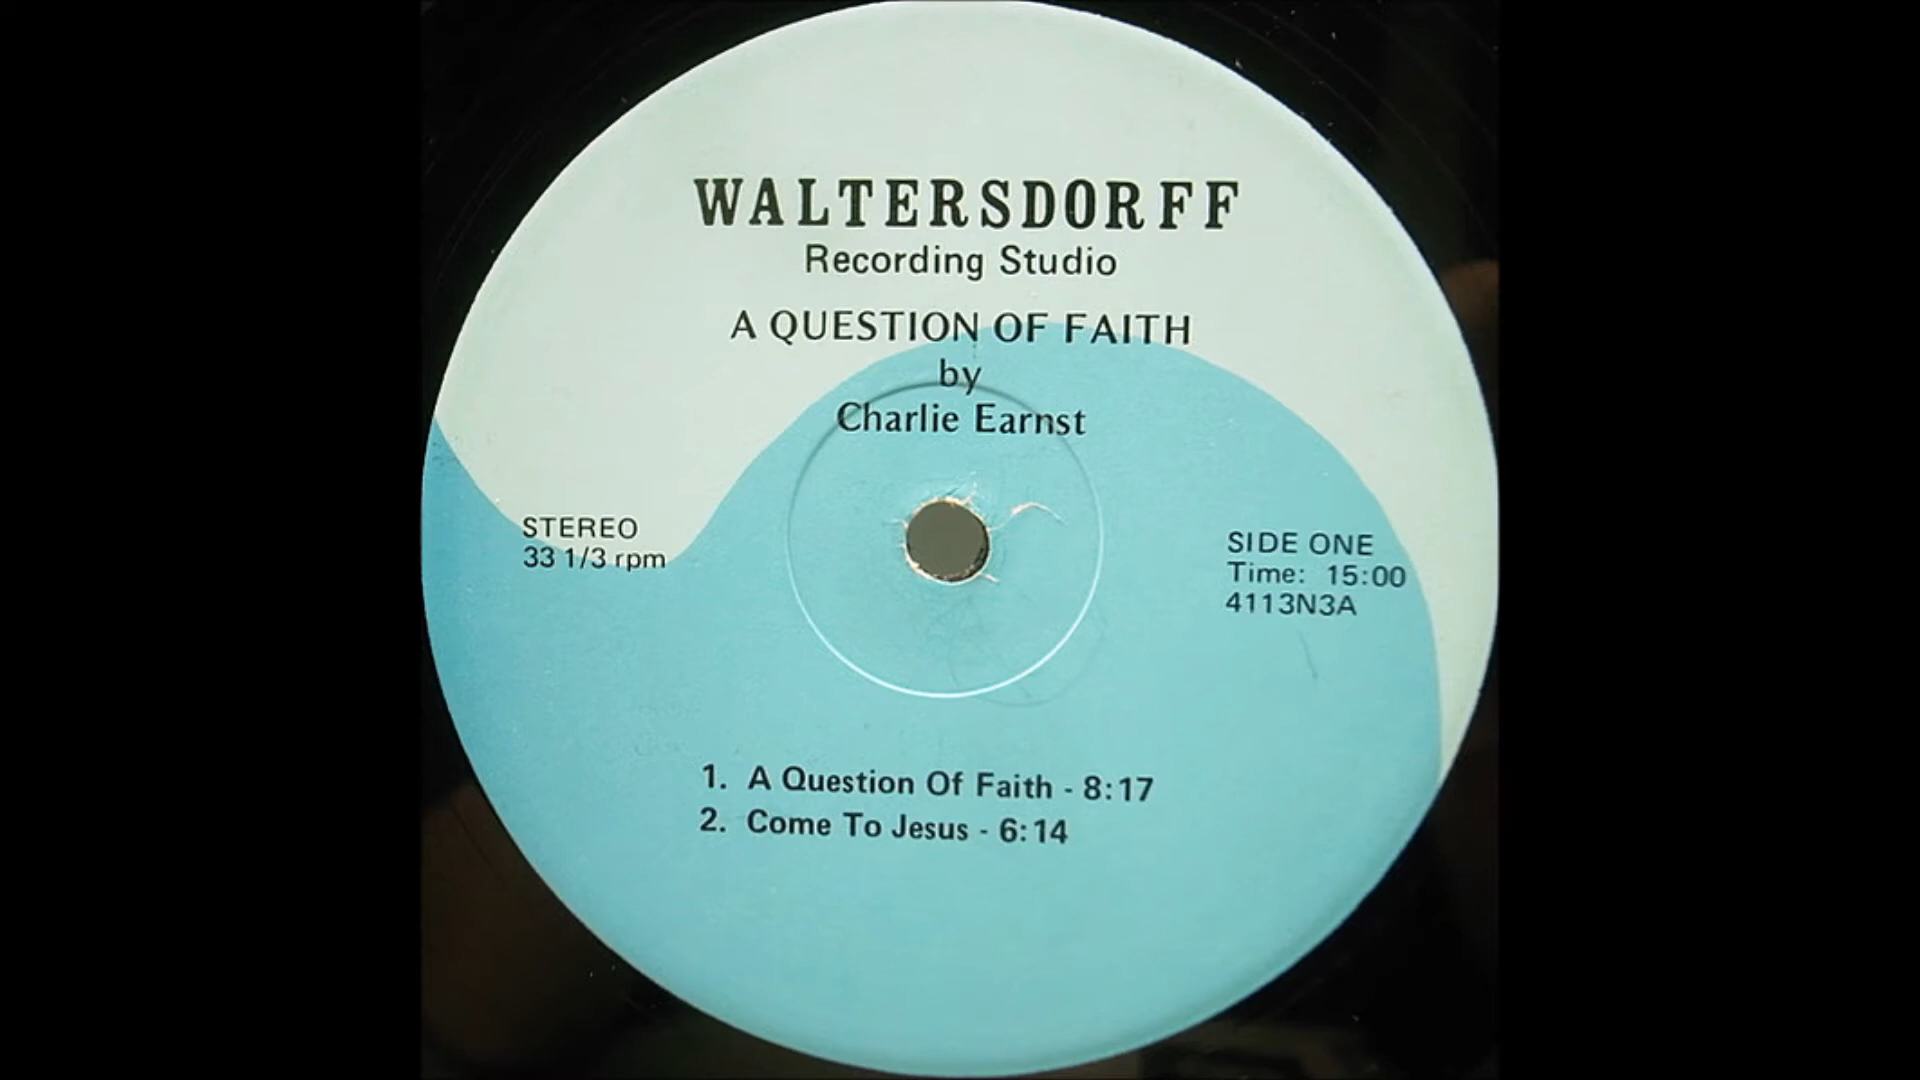 WALTERSDORFF
Recording Studio
A QUESTION OF FAITH
by
Charlie Earnst
STEREO
33 1/3 rpm
SIDE ONE
Time: 15:00
4113N3A
1. A Question Of Faith - 8:17
2. Come To Jesus - 6:14